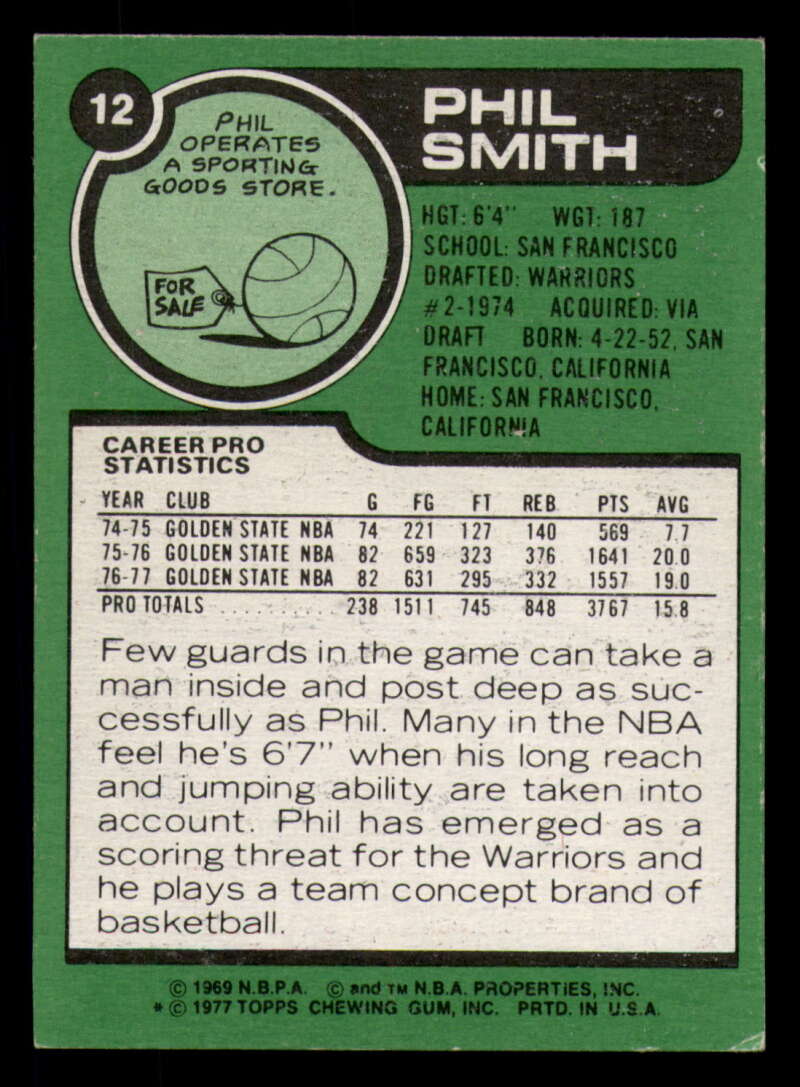 12
PHIL
OPERATES
A SPORTING
GOODS STORE.
FOR
SALE
PHIL
SMITH
HGT: 6'4" WGT: 187
SCHOOL: SAN FRANCISCO
DRAFTED: WARRIORS
#2-1974 ACQUIRED: VIA
DRAFT BORN: 4-22-52, SAN
FRANCISCO, CALIFORNIA
HOME: SAN FRANCISCO,
CALIFORNIA
CAREER PRO
STATISTICS
YEAR CLUB G FG FT REB PTS AVG
74-75 GOLDEN STATE NBA 74 221 127 140 569 7.7
75-76 GOLDEN STATE NBA 82 659 323 376 1641 20.0
76-77 GOLDEN STATE NBA 82 631 295 332 1557 19.0
PRO TOTALS .......... 238 1511 745 848 3767 15.8
Few guards in the game can take a
man inside and post deep as suc-
cessfully as Phil. Many in the NBA
feel he's 6'7" when his long reach
and jumping ability are taken into
account. Phil has emerged as a
scoring threat for the Warriors and
he plays a team concept brand of
basketball.
© 1969 N.B.P.A. © and TM N.B.A. PROPERTIES, INC.
* © 1977 TOPPS CHEWING GUM, INC. PRTD. IN U.S.A.